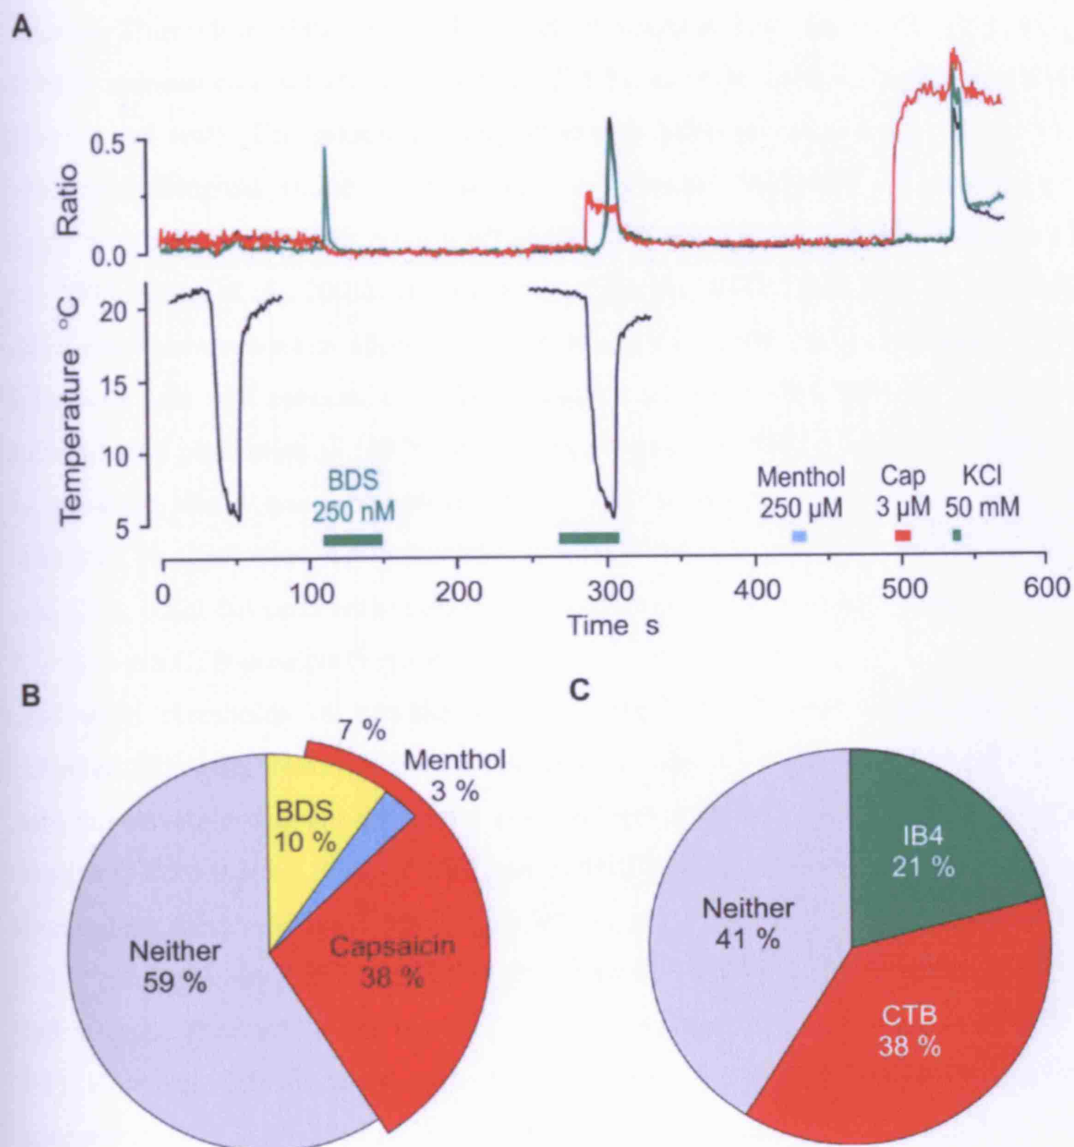 A
0.5
0.0
Ratio
20
15
10
5
Temperature °C
BDS
250 nM
Menthol
250 µM
Cap
3 µM
KCl
50 mM
0
100
200
300
400
500
600
Time s
B
7 %
Menthol
3 %
BDS
10 %
Neither
59 %
Capsaicin
38 %
C
IB4
21 %
Neither
41 %
CTB
38 %